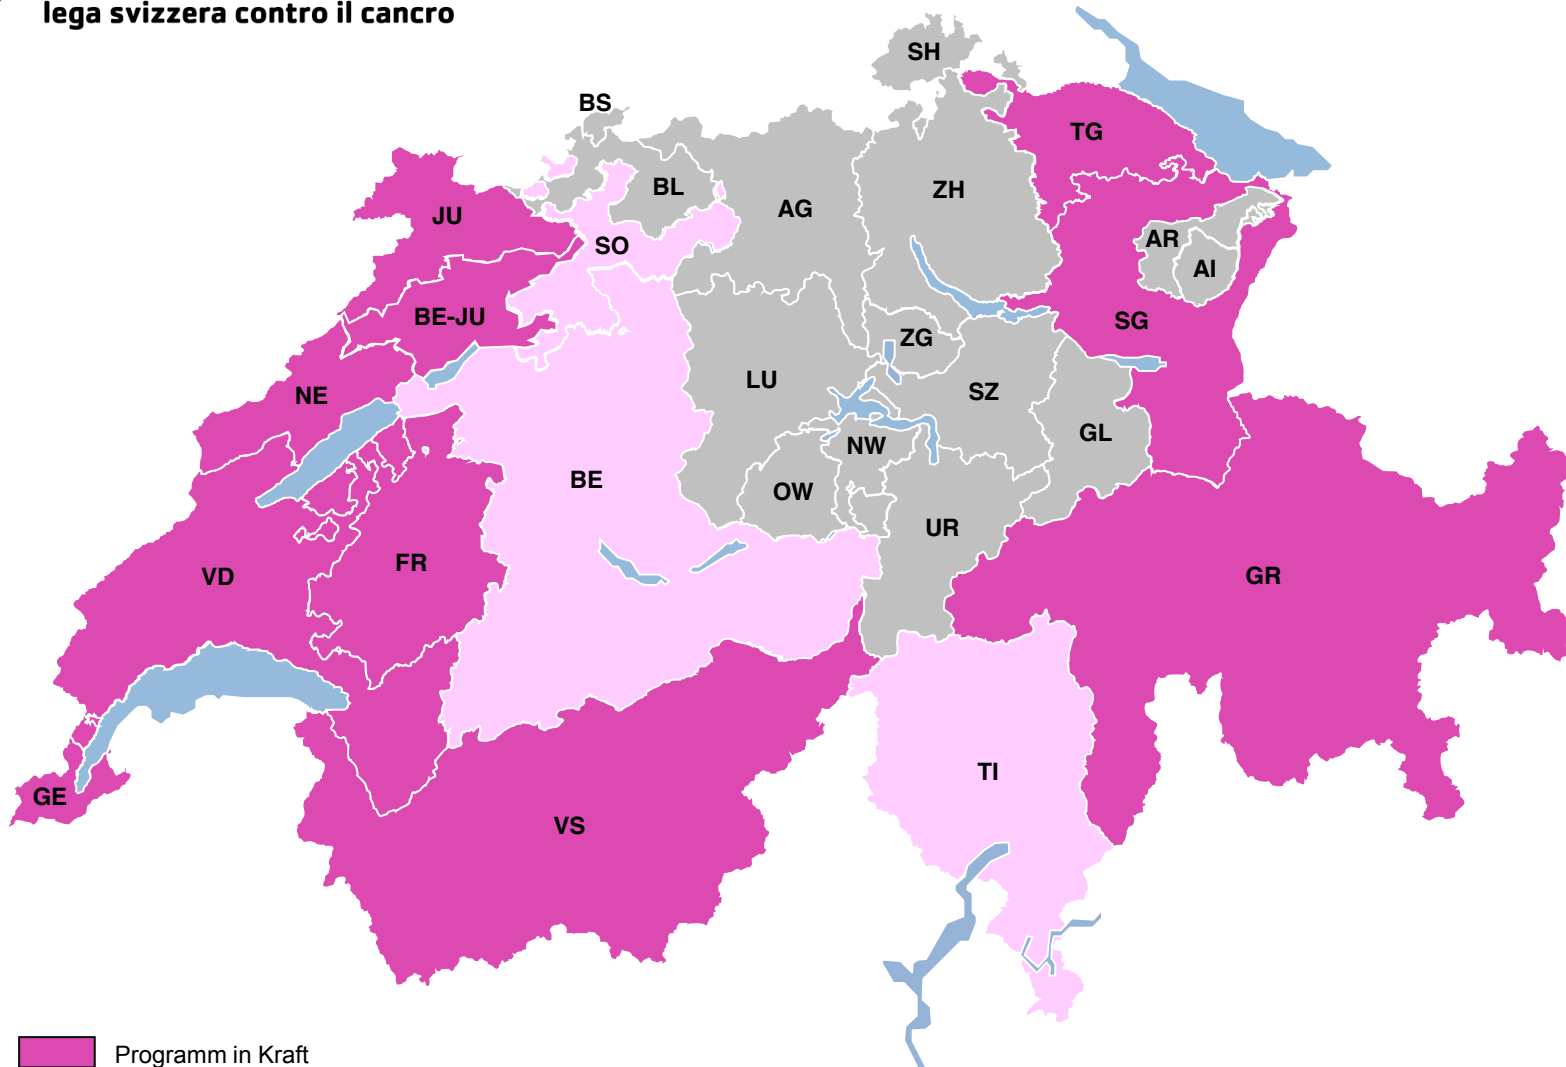 lega svizzera contro il cancro
SH
BS
TG
BL
ZH
AG
JU
SO
AR
AI
BE-JU
SG
ZG
LU
SZ
NE
GL
NW
BE
OW
UR
FR
VD
GR
TI
GE
VS
Programm in Kraft